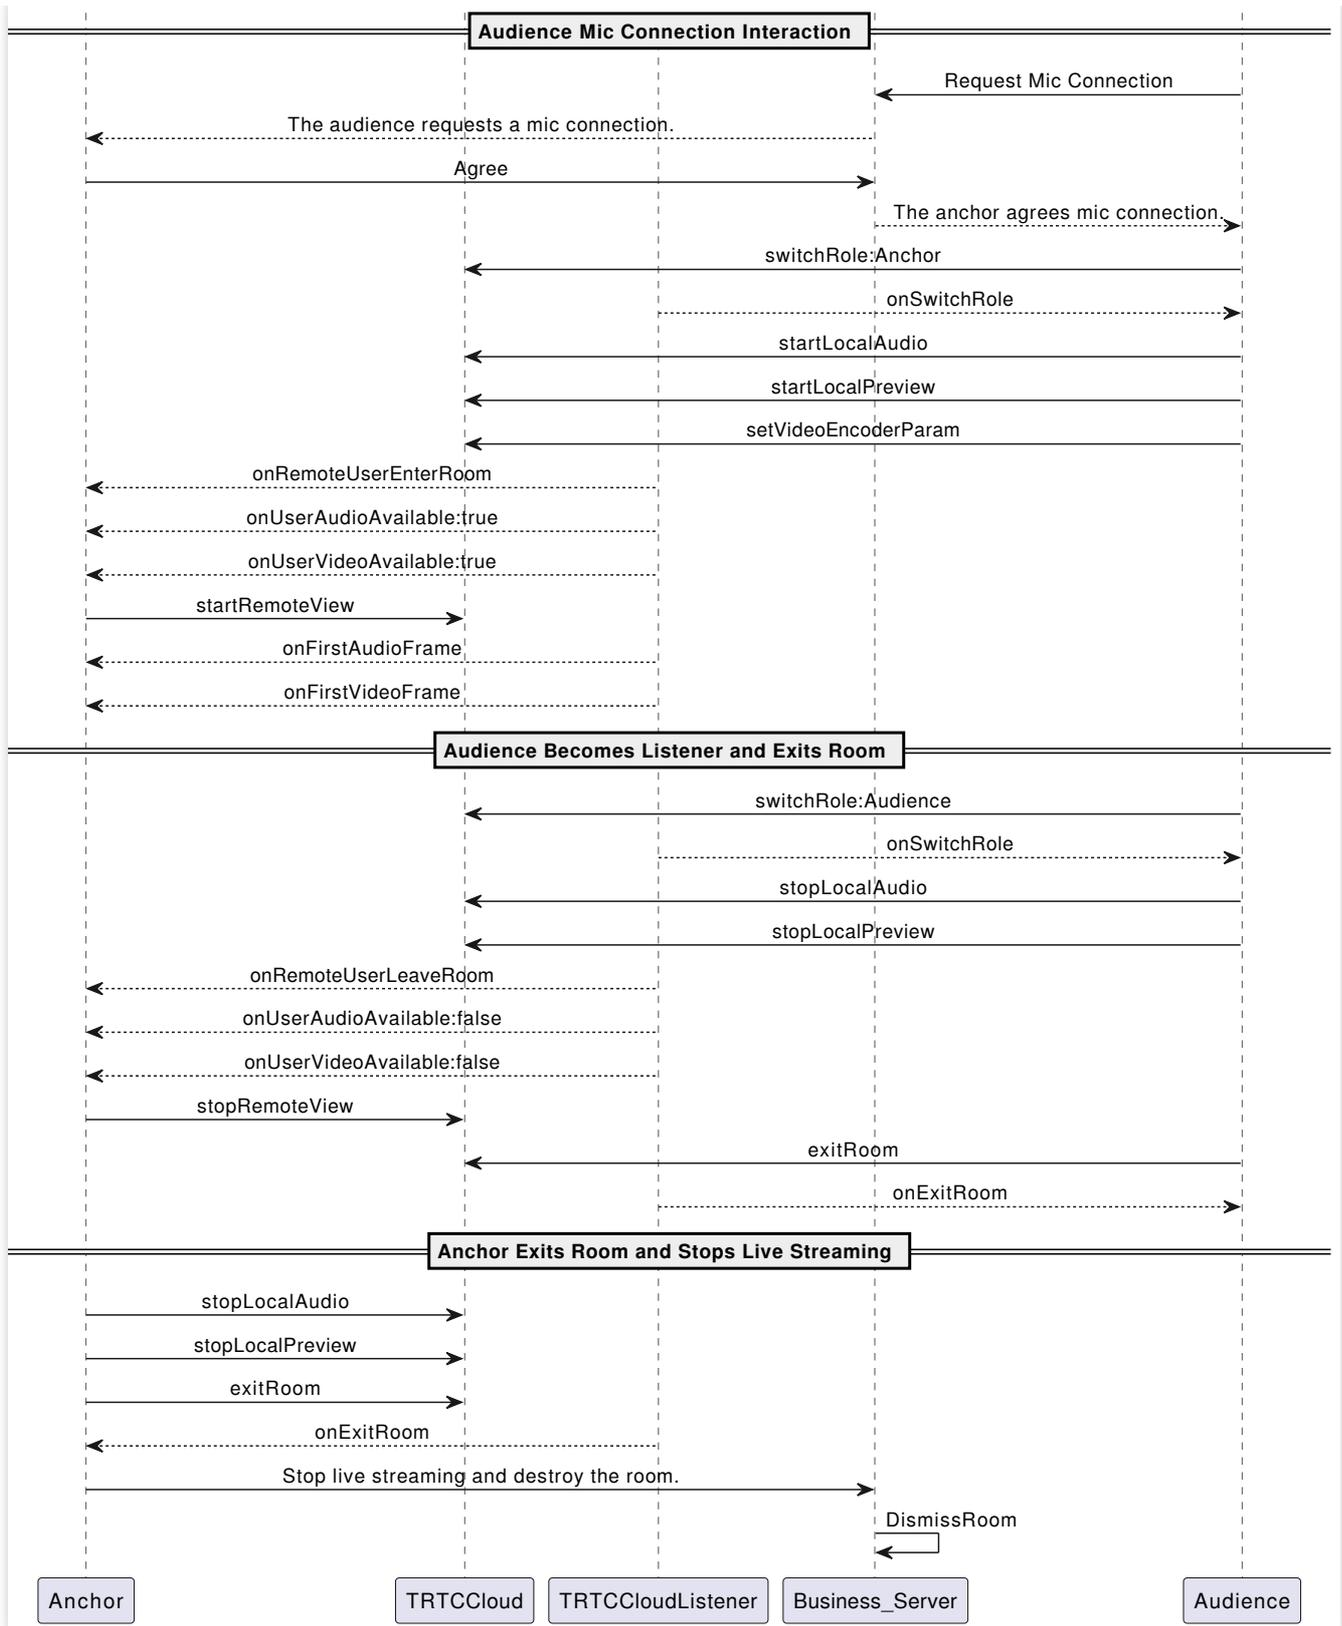 Audience Mic Connection Interaction
Request Mic Connection
The audience requests a mic connection.
Agree
The anchor agrees mic connection.
switchRole:Anchor
onSwitchRole
startLocalAudio
startLocalPreview
setVideoEncoderParam
onRemoteUserEnterRoom
onUserAudioAvailable:true
onUserVideoAvailable:true
startRemoteView
onFirstAudioFrame
onFirstVideoFrame
Audience Becomes Listener and Exits Room
switchRole:Audience
onSwitchRole
stopLocalAudio
stopLocalPreview
onRemoteUserLeaveRoom
onUserAudioAvailable:false
onUserVideoAvailable:false
stopRemoteView
exitRoom
onExitRoom
Anchor Exits Room and Stops Live Streaming
stopLocalAudio
stopLocalPreview
exitRoom
onExitRoom
Stop live streaming and destroy the room.
DismissRoom
Anchor TRTCCloud TRTCCloudListener Business_Server Audience